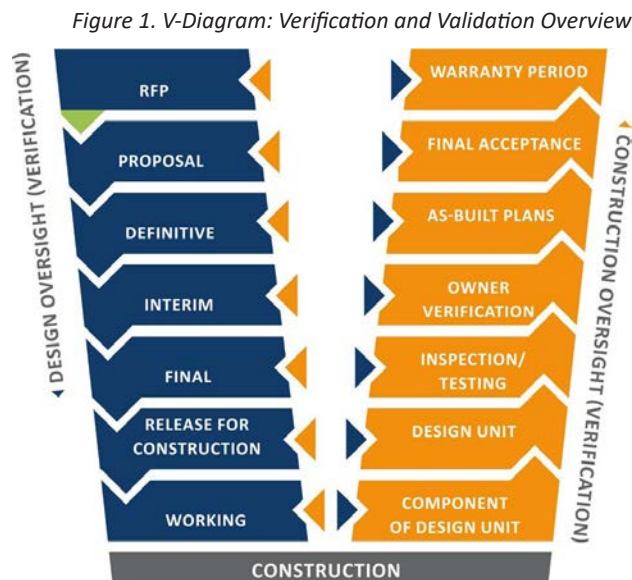 Figure 1. V-Diagram: Verification and Validation Overview
DESIGN OVERSIGHT (VERIFICATION)
RFP
PROPOSAL
DEFINITIVE
INTERIM
FINAL
RELEASE FOR
CONSTRUCTION
WORKING
WARRANTY PERIOD
FINAL ACCEPTANCE
AS-BUILT PLANS
OWNER
VERIFICATION
INSPECTION/
TESTING
DESIGN UNIT
COMPONENT
OF DESIGN UNIT
CONSTRUCTION OVERSIGHT (VERIFICATION)
CONSTRUCTION